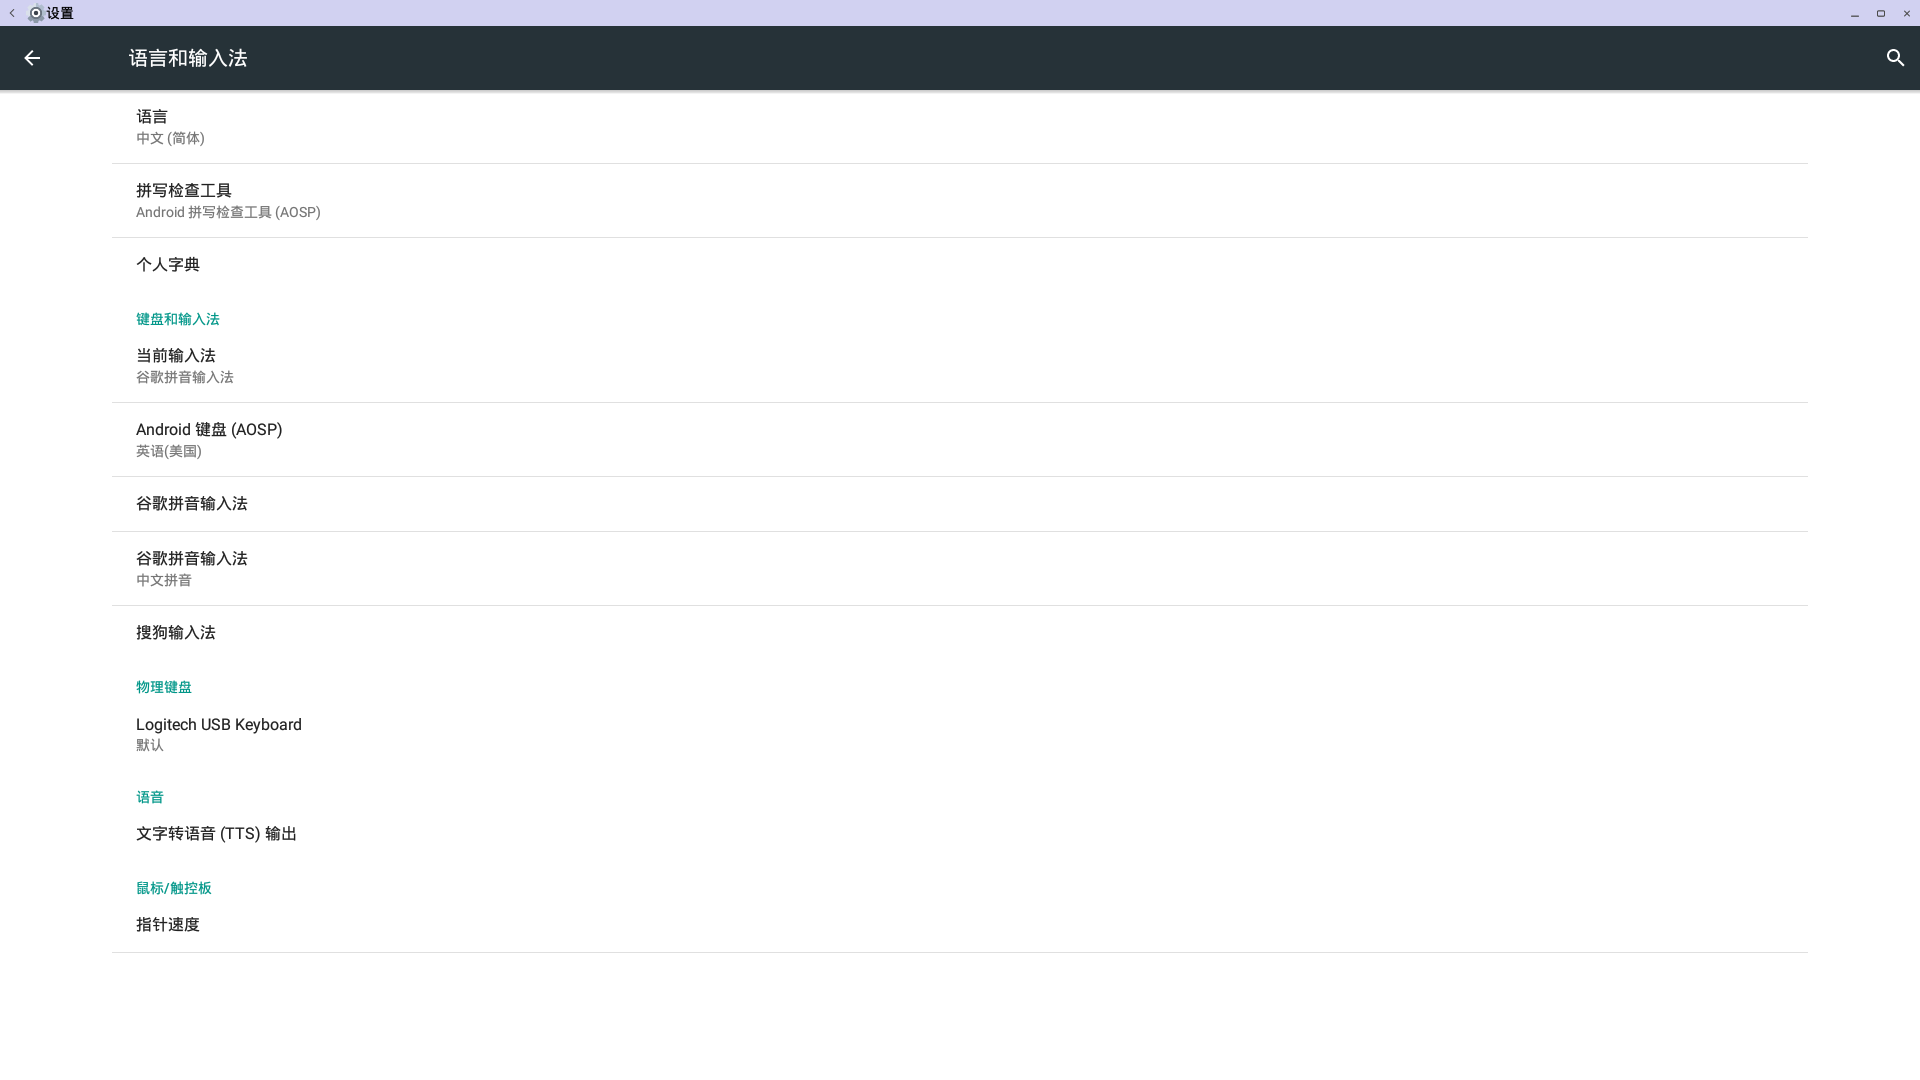 设置
语言和输入法
语言
中文 (简体)
拼写检查工具
Android 拼写检查工具 (AOSP)
个人字典
键盘和输入法
当前输入法
谷歌拼音输入法
Android 键盘 (AOSP)
英语(美国)
谷歌拼音输入法
谷歌拼音输入法
中文拼音
搜狗输入法
物理键盘
Logitech USB Keyboard
默认
语音
文字转语音 (TTS) 输出
鼠标/触控板
指针速度